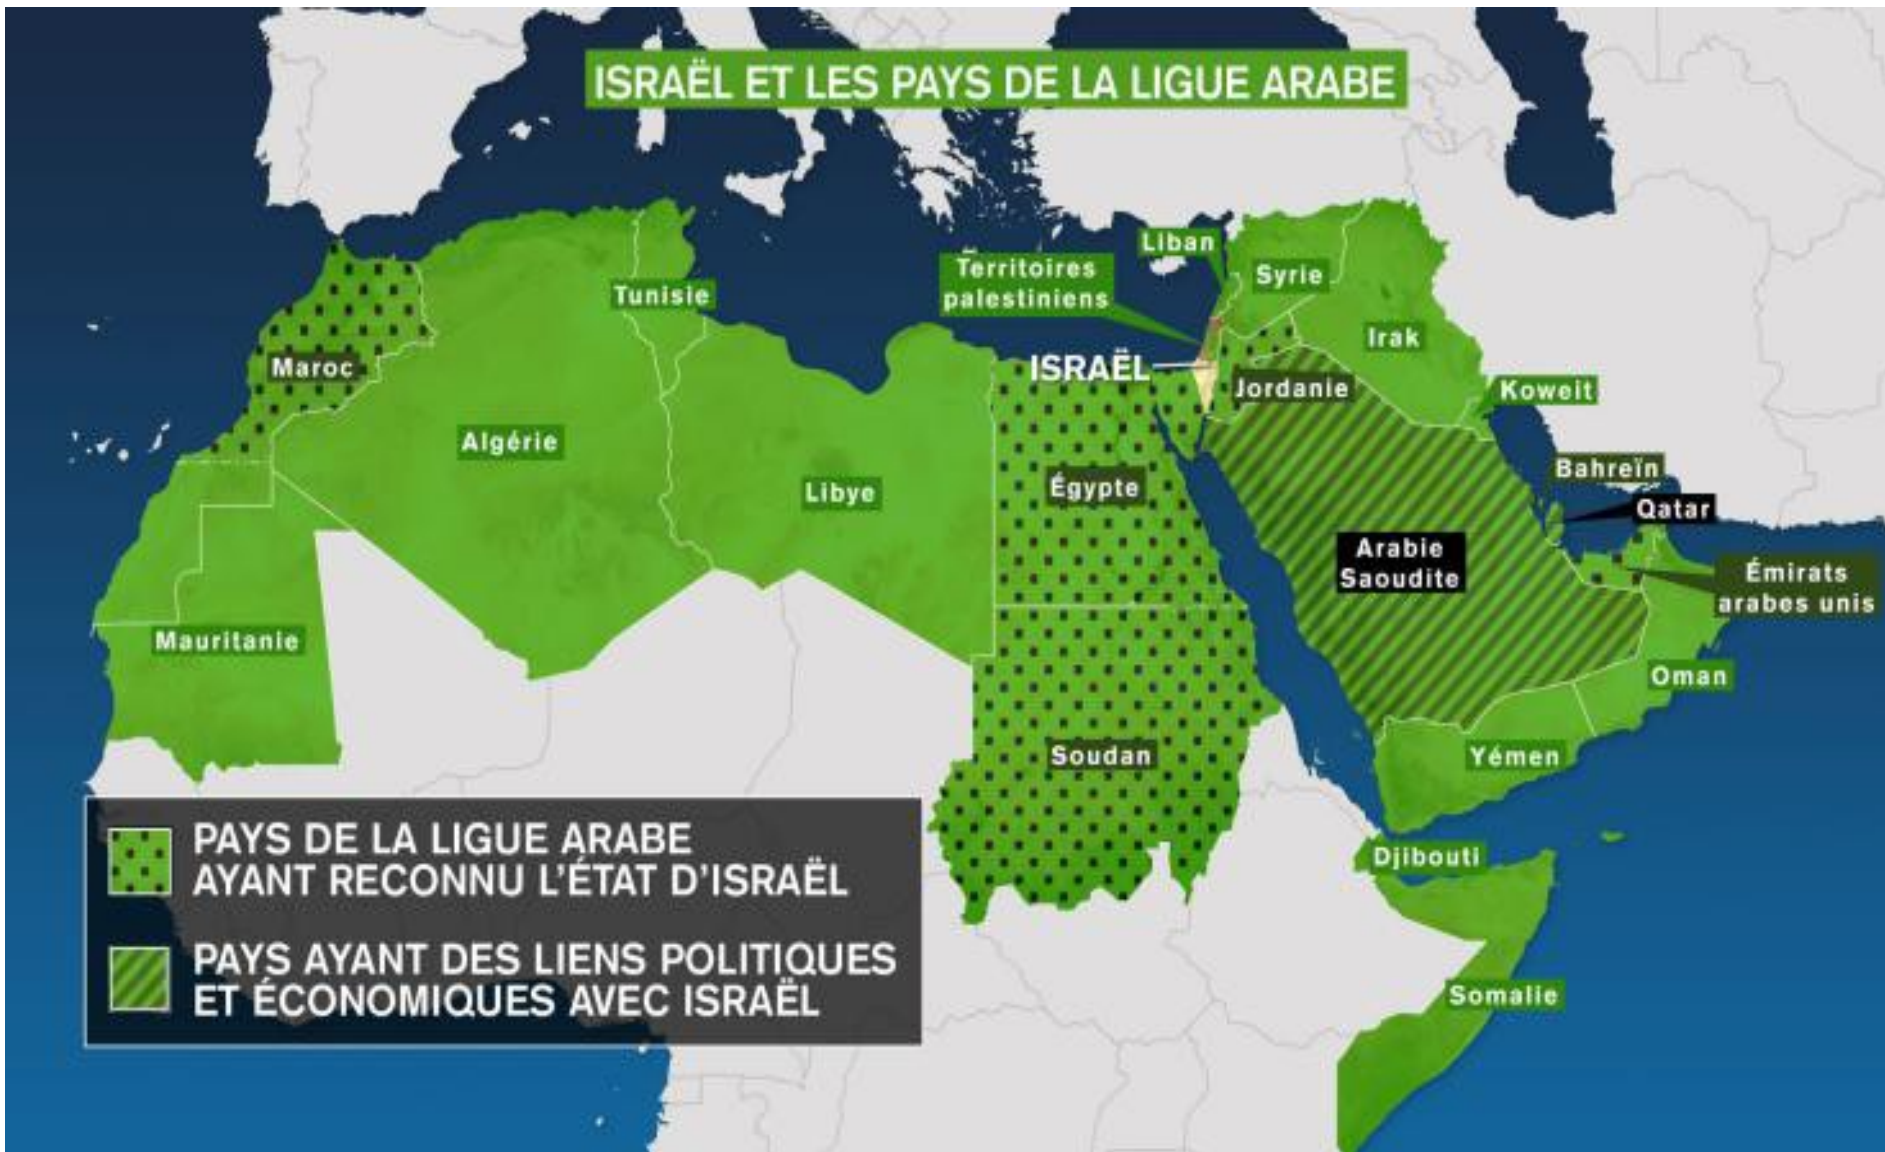 ISRAËL ET LES PAYS DE LA LIGUE ARABE
Liban
Territoires
palestiniens
Syrie
Tunisie
Irak
ISRAËL
Maroc
Jordanie
Koweit
Algérie
Bahreïn
Égypte
Libye
Qatar
Arabie
Saoudite
Émirats
arabes unis
Mauritanie
Oman
Soudan
Yémen
PAYS DE LA LIGUE ARABE
AYANT RECONNU L'ÉTAT D'ISRAËL
Djibouti
PAYS AYANT DES LIENS POLITIQUES
ET ÉCONOMIQUES AVEC ISRAËL
Somalie